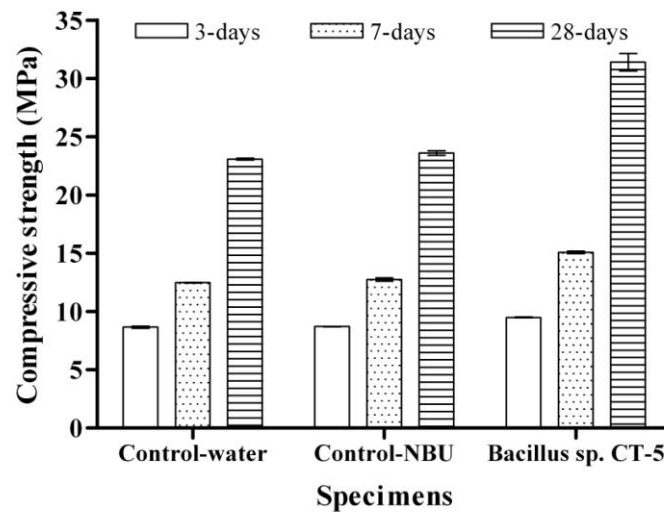 3-days 7-days 28-days
Compressive strength (MPa)
35
30
25
20
15
10
5
0
Control-water Control-NBU Bacillus sp. CT-5
Specimens